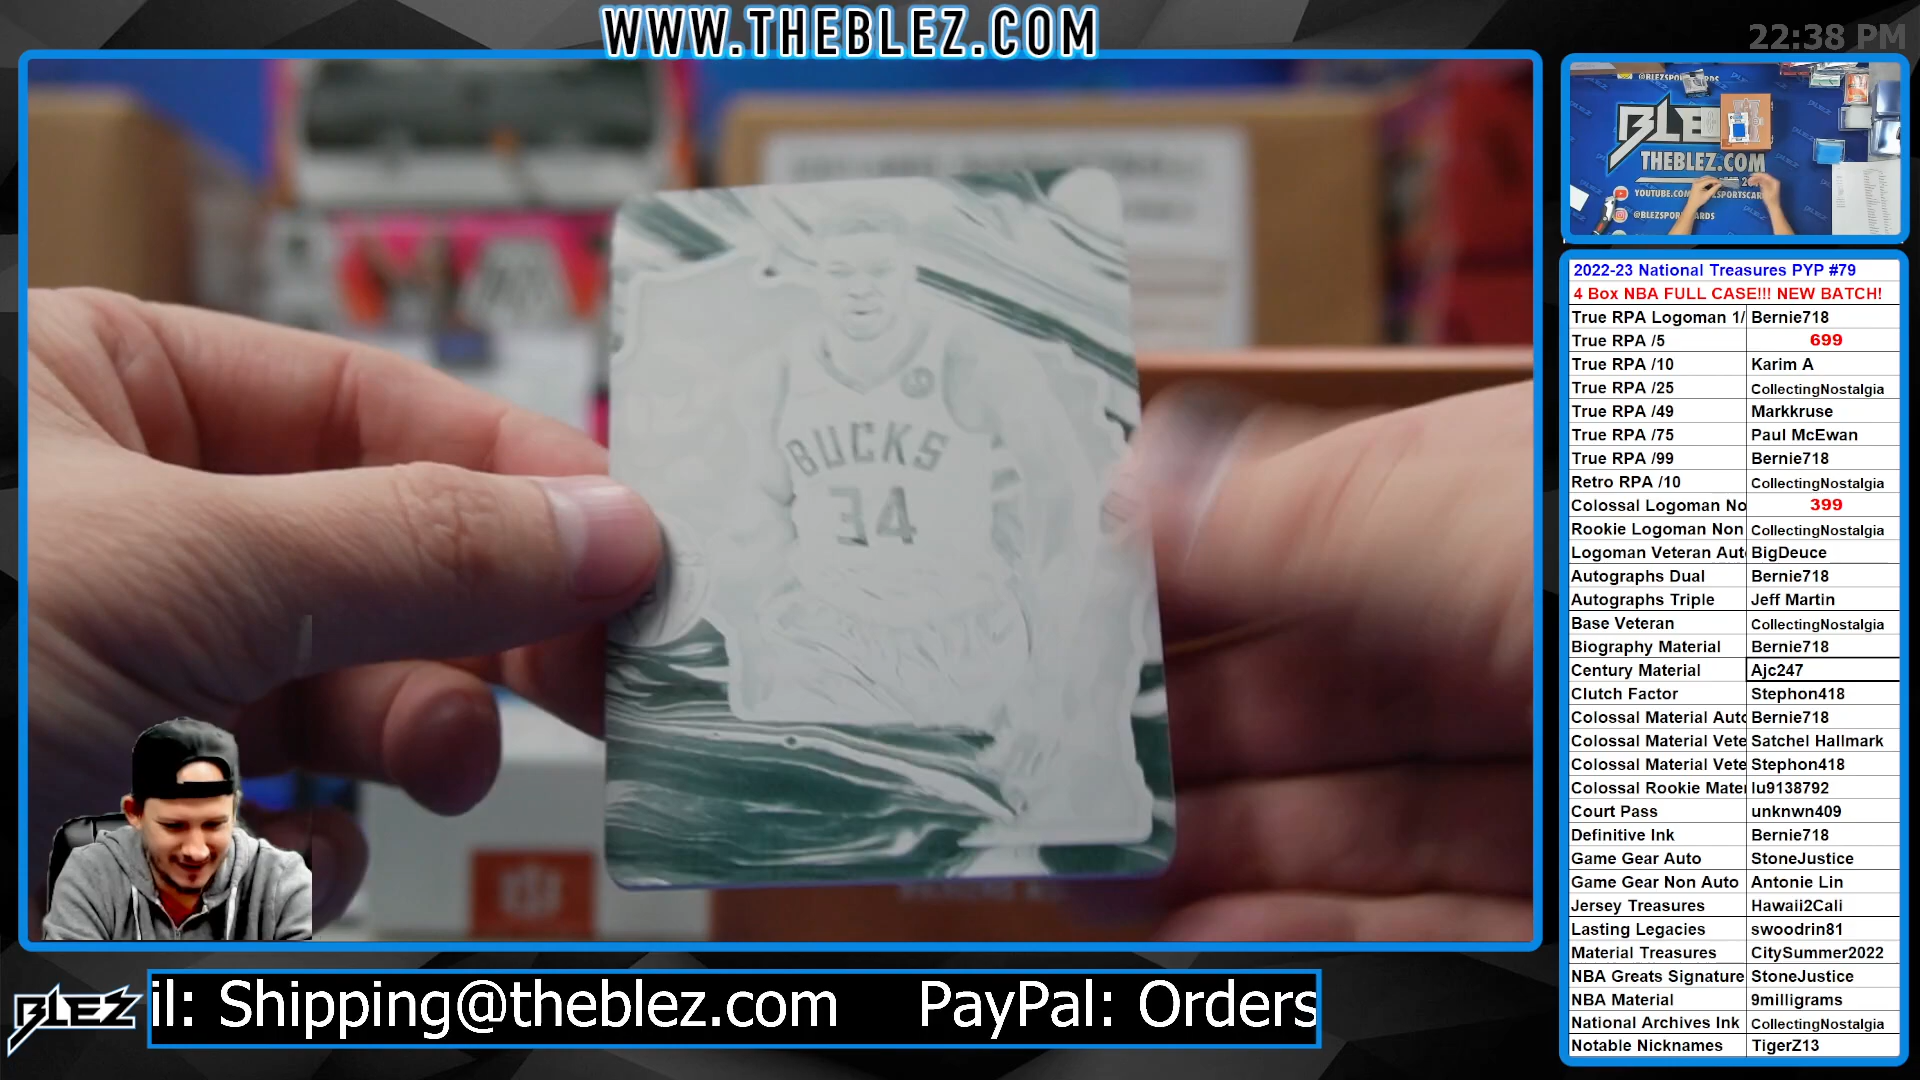 WWW.THEBLEZ.COM
22:38 PM
BUCKS
34
BLE
THEBLEZ.COM
@BLEZSPORTSCARDS
2022-23 National Treasures PYP #79
4 Box NBA FULL CASE!!! NEW BATCH!
True RPA Logoman 1/ Bernie718
True RPA /5 699
True RPA /10 Karim A
True RPA /25 CollectingNostalgia
True RPA /49 Markkruse
True RPA /75 Paul McEwan
True RPA /99 Bernie718
Retro RPA /10 CollectingNostalgia
Colossal Logoman No 399
Rookie Logoman Non CollectingNostalgia
Logoman Veteran Aut BigDeuce
Autographs Dual Bernie718
Autographs Triple Jeff Martin
Base Veteran CollectingNostalgia
Biography Material Bernie718
Century Material Ajc247
Clutch Factor Stephon418
Colossal Material Auto Bernie718
Colossal Material Vete Satchel Hallmark
Colossal Material Vete Stephon418
Colossal Rookie Mater lu9138792
Court Pass unknwn409
Definitive Ink Bernie718
Game Gear Auto StoneJustice
Game Gear Non Auto Antonie Lin
Jersey Treasures Hawaii2Cali
Lasting Legacies swoodrin81
Material Treasures CitySummer2022
NBA Greats Signature StoneJustice
NBA Material 9milligrams
National Archives Ink CollectingNostalgia
Notable Nicknames TigerZ13
BLEZ
il: Shipping@theblez.com PayPal: Orders